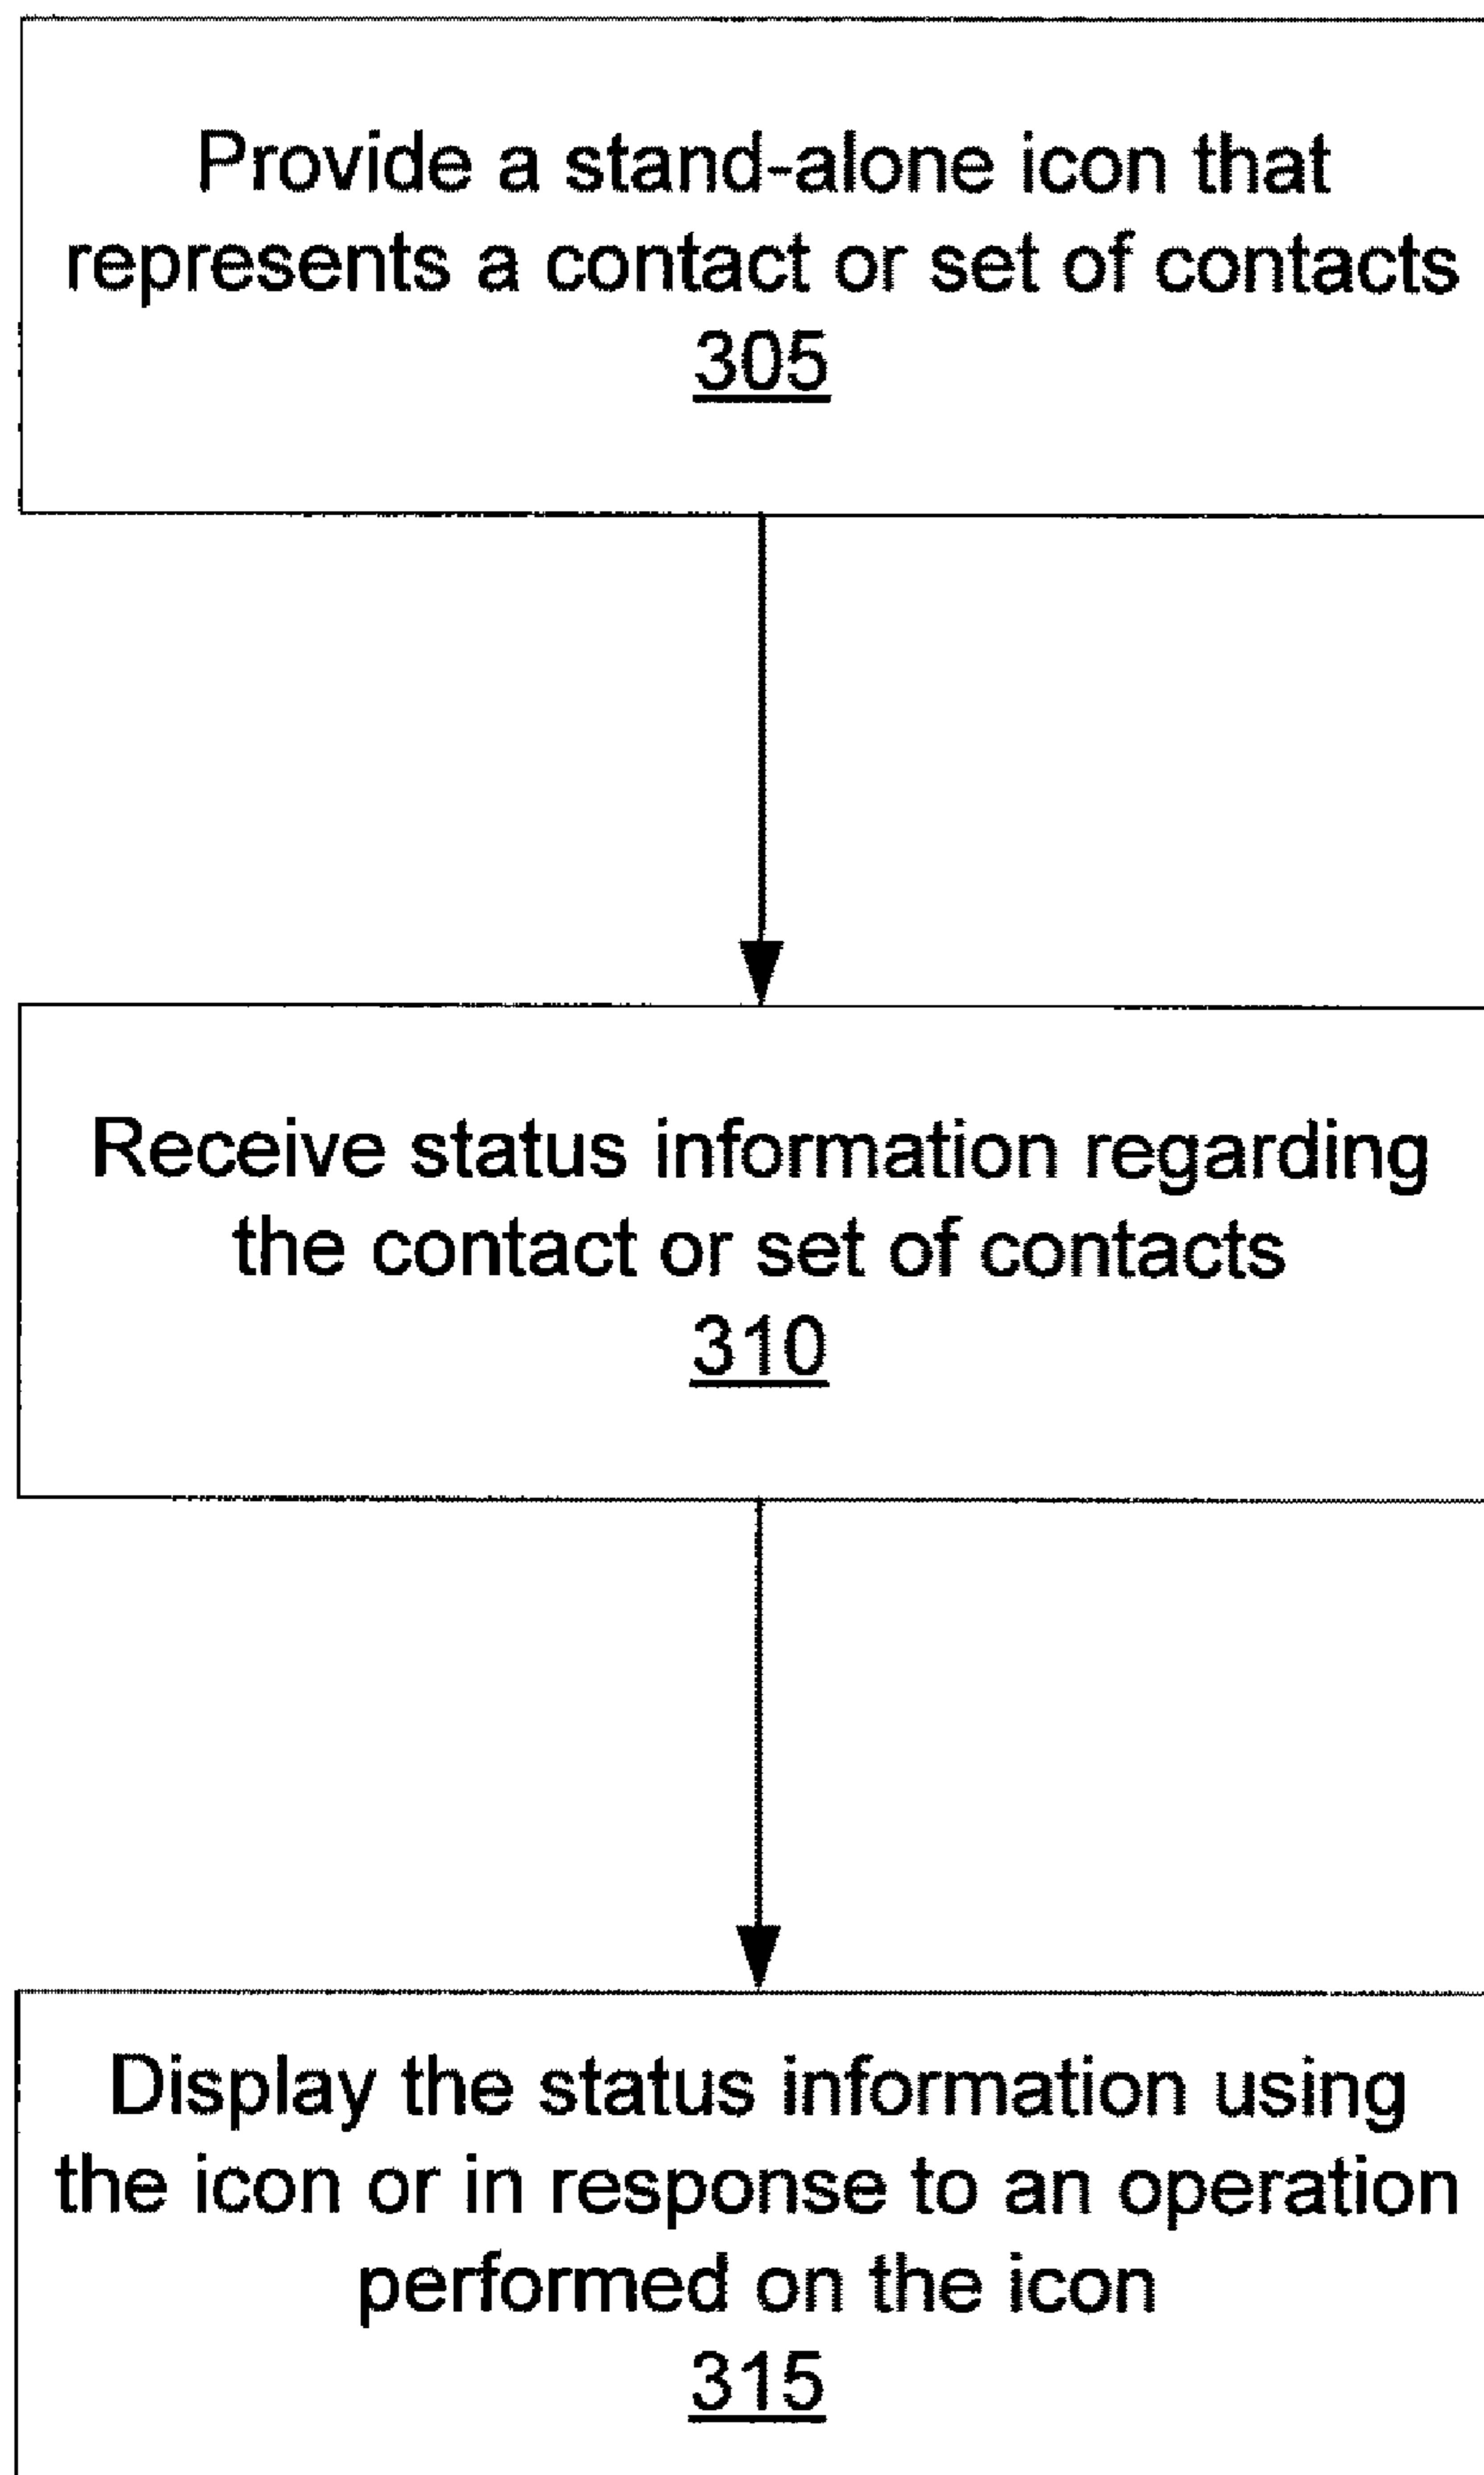 Provide a stand-alone icon that
represents a contact or set of contacts
305
Receive status information regarding
the contact or set of contacts
310
Display the status information using
the icon or in response to an operation
performed on the icon
315